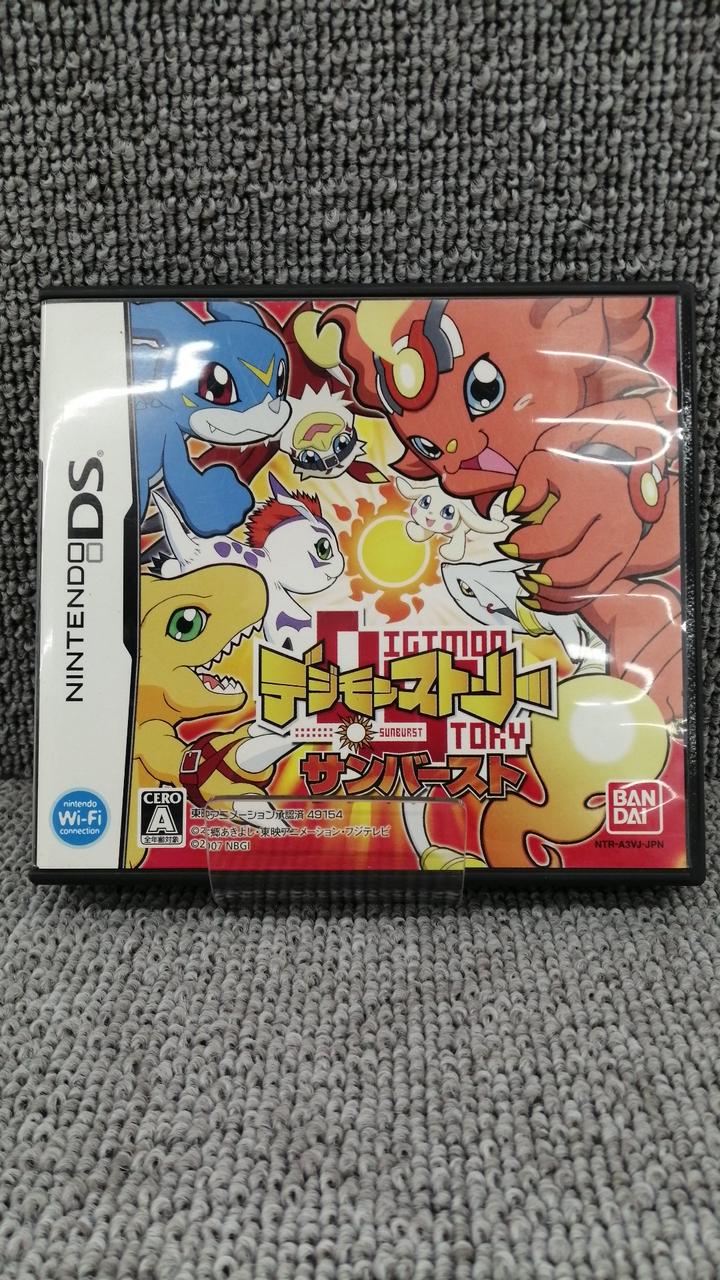 NINTENDO DS®
nintendo
Wi-Fi
connection
DIGIMON
デジモンストーリー
SUNBURST
STORY
サンバースト
CERO
A
全年齢対象
東映アニメーション承認済 49154
郷あきよし・東映アニメーション・フジテレビ
©2007 NBGI
BAN
DAI
NTR-A3VJ-JPN